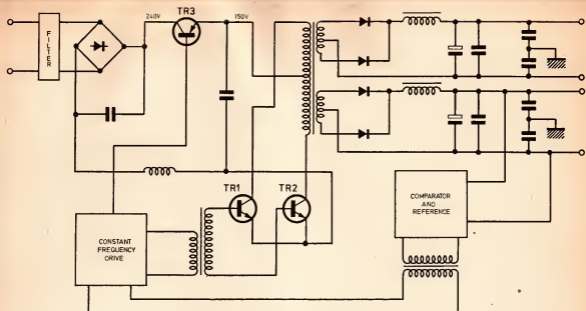 TR3
240V
150V
FILTER
TR1
TR2
COMPARATOR
AND
REFERENCE
CONSTANT
FREQUENCY
DRIVE